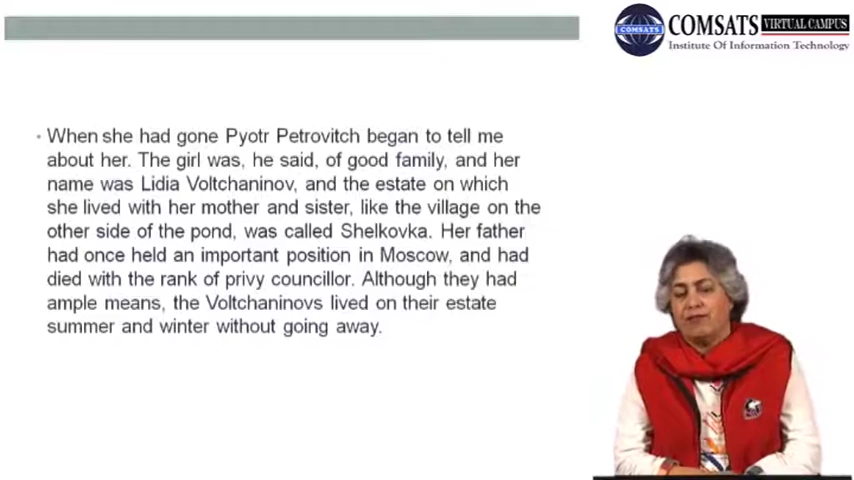 COMSATS
COMSATS VIRTUAL CAMPUS
Institute Of Information Technology
When she had gone Pyotr Petrovitch began to tell me
about her. The girl was, he said, of good family, and her
name was Lidia Voltchaninov, and the estate on which
she lived with her mother and sister, like the village on the
other side of the pond, was called Shelkovka. Her father
had once held an important position in Moscow, and had
died with the rank of privy councillor. Although they had
ample means, the Voltchaninovs lived on their estate
summer and winter without going away.